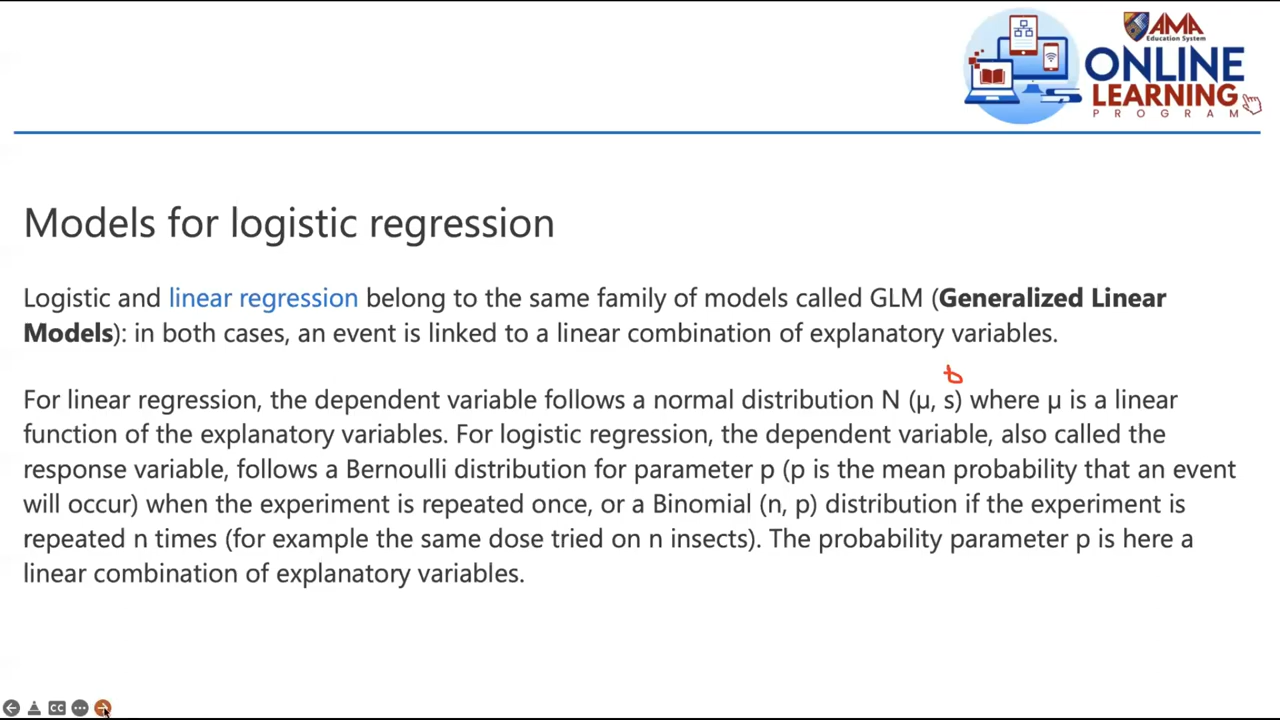 AMA
Education System
ONLINE
LEARNING
PROGRAM
Models for logistic regression
Logistic and linear regression belong to the same family of models called GLM (Generalized Linear
Models): in both cases, an event is linked to a linear combination of explanatory variables.
For linear regression, the dependent variable follows a normal distribution N (μ, s) where μ is a linear
function of the explanatory variables. For logistic regression, the dependent variable, also called the
response variable, follows a Bernoulli distribution for parameter p (p is the mean probability that an event
will occur) when the experiment is repeated once, or a Binomial (n, p) distribution if the experiment is
repeated n times (for example the same dose tried on n insects). The probability parameter p is here a
linear combination of explanatory variables.
CC